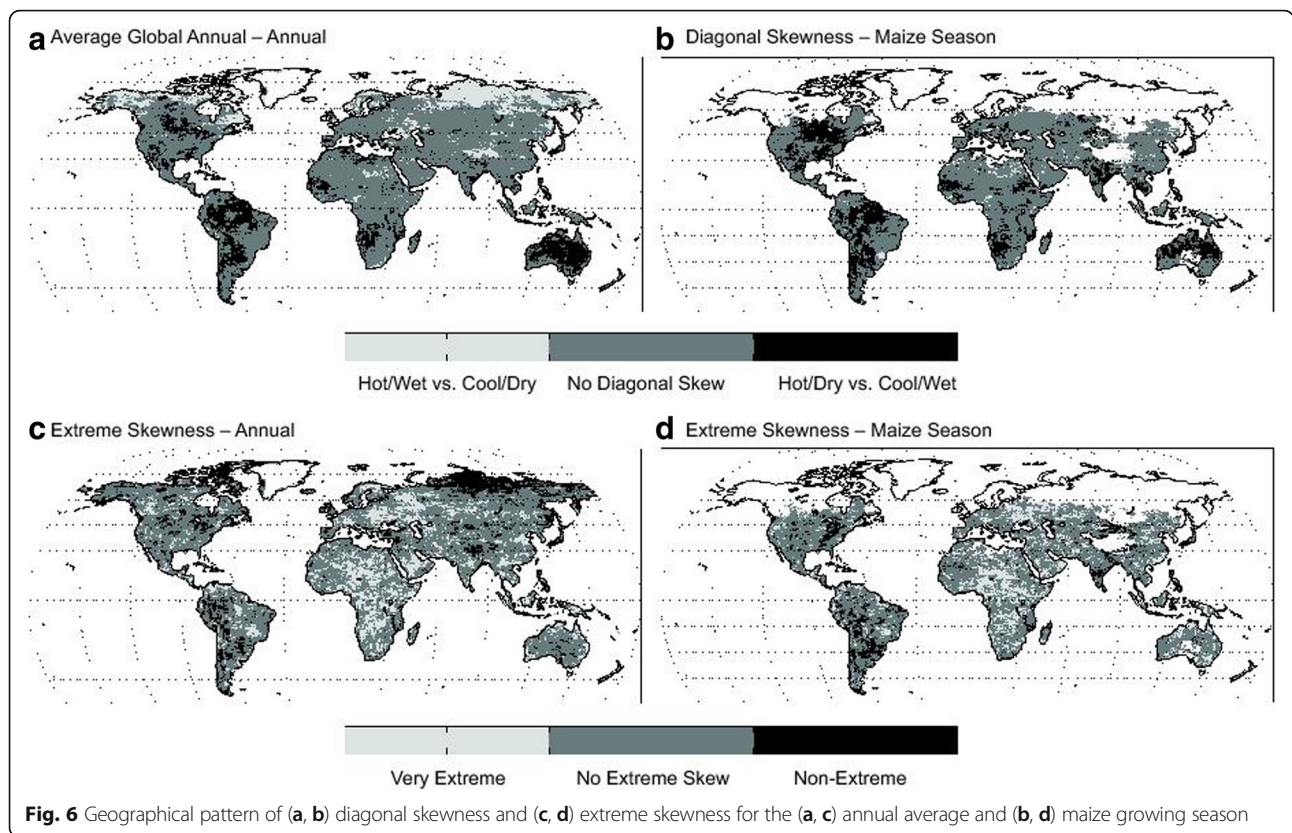 a Average Global Annual – Annual
b Diagonal Skewness – Maize Season
Hot/Wet vs. Cool/Dry No Diagonal Skew Hot/Dry vs. Cool/Wet
c Extreme Skewness – Annual
d Extreme Skewness – Maize Season
Very Extreme No Extreme Skew Non-Extreme
Fig. 6 Geographical pattern of (a, b) diagonal skewness and (c, d) extreme skewness for the (a, c) annual average and (b, d) maize growing season